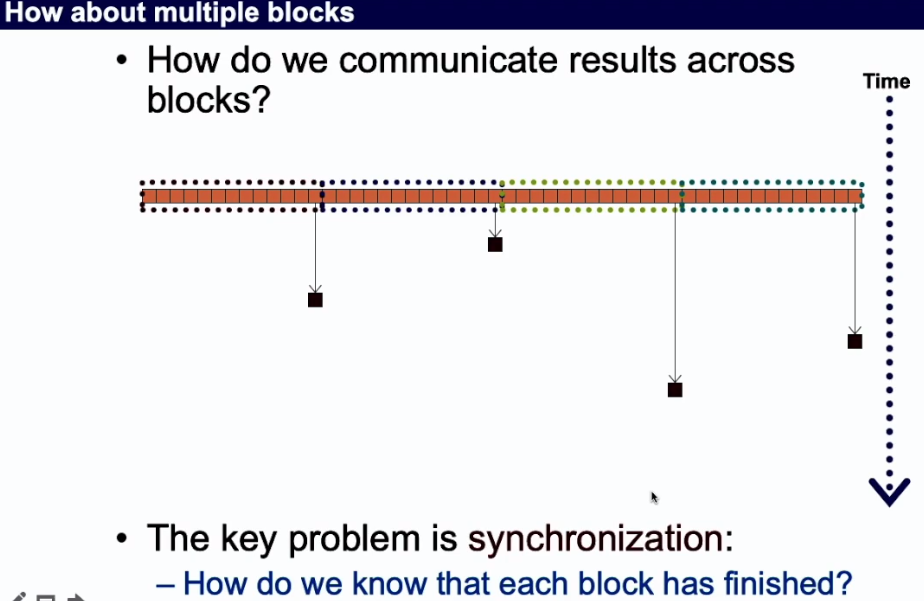 How about multiple blocks
• How do we communicate results across
blocks?
Time
• The key problem is synchronization:
– How do we know that each block has finished?